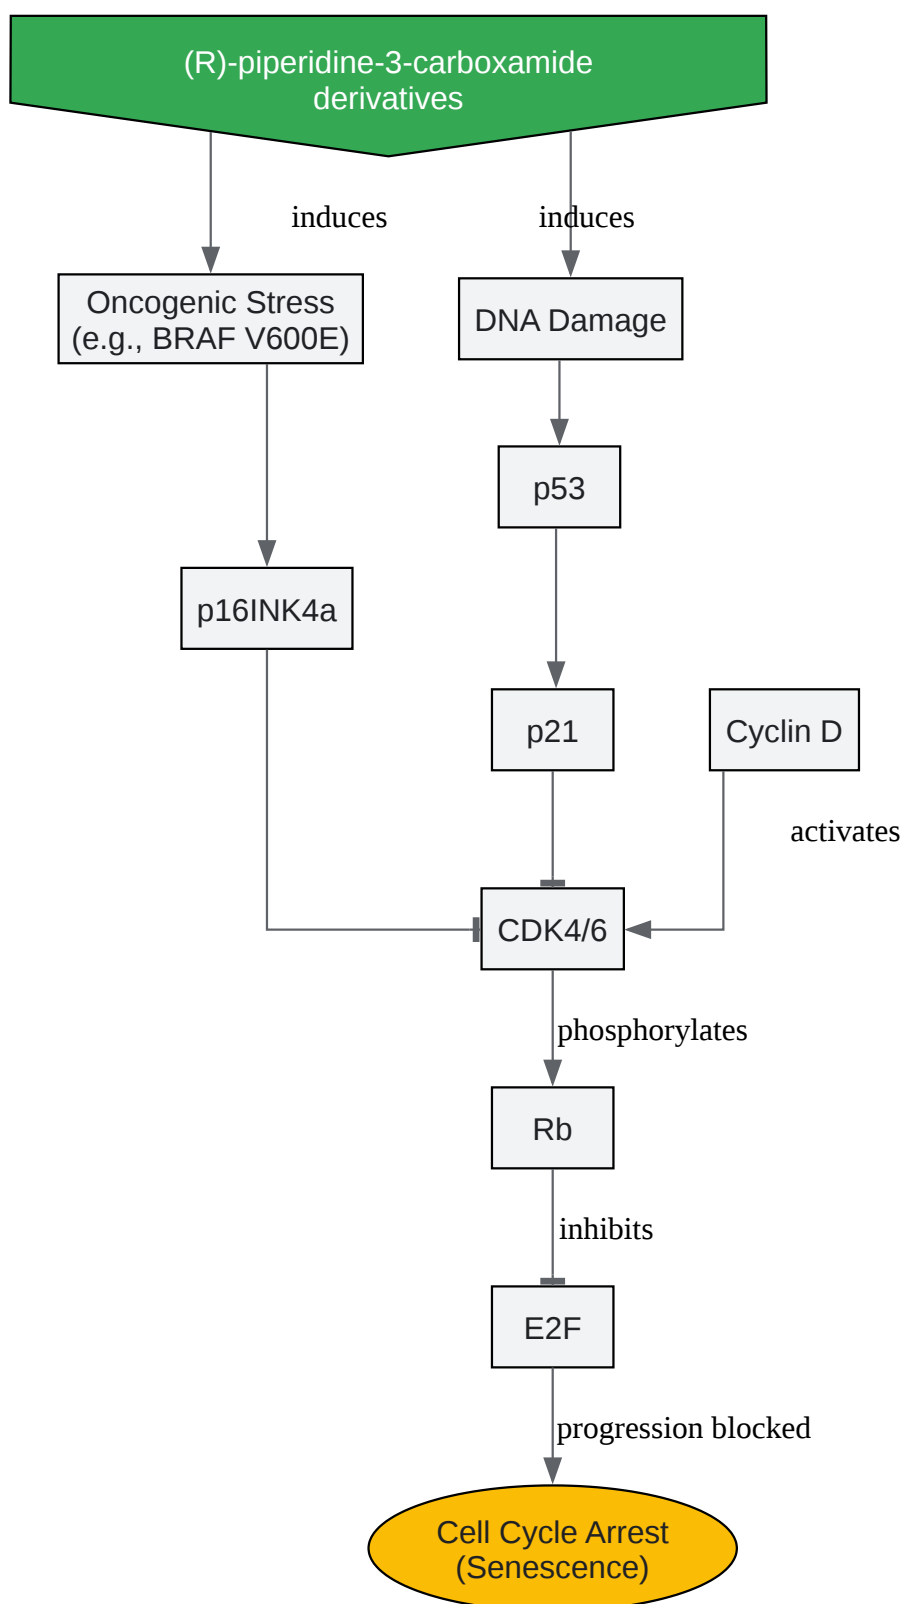 (R)-piperidine-3-carboxamide
derivatives
induces
induces
Oncogenic Stress
(e.g., BRAF V600E)
DNA Damage
p53
p16INK4a
p21
Cyclin D
activates
CDK4/6
phosphorylates
Rb
inhibits
E2F
progression blocked
Cell Cycle Arrest
(Senescence)